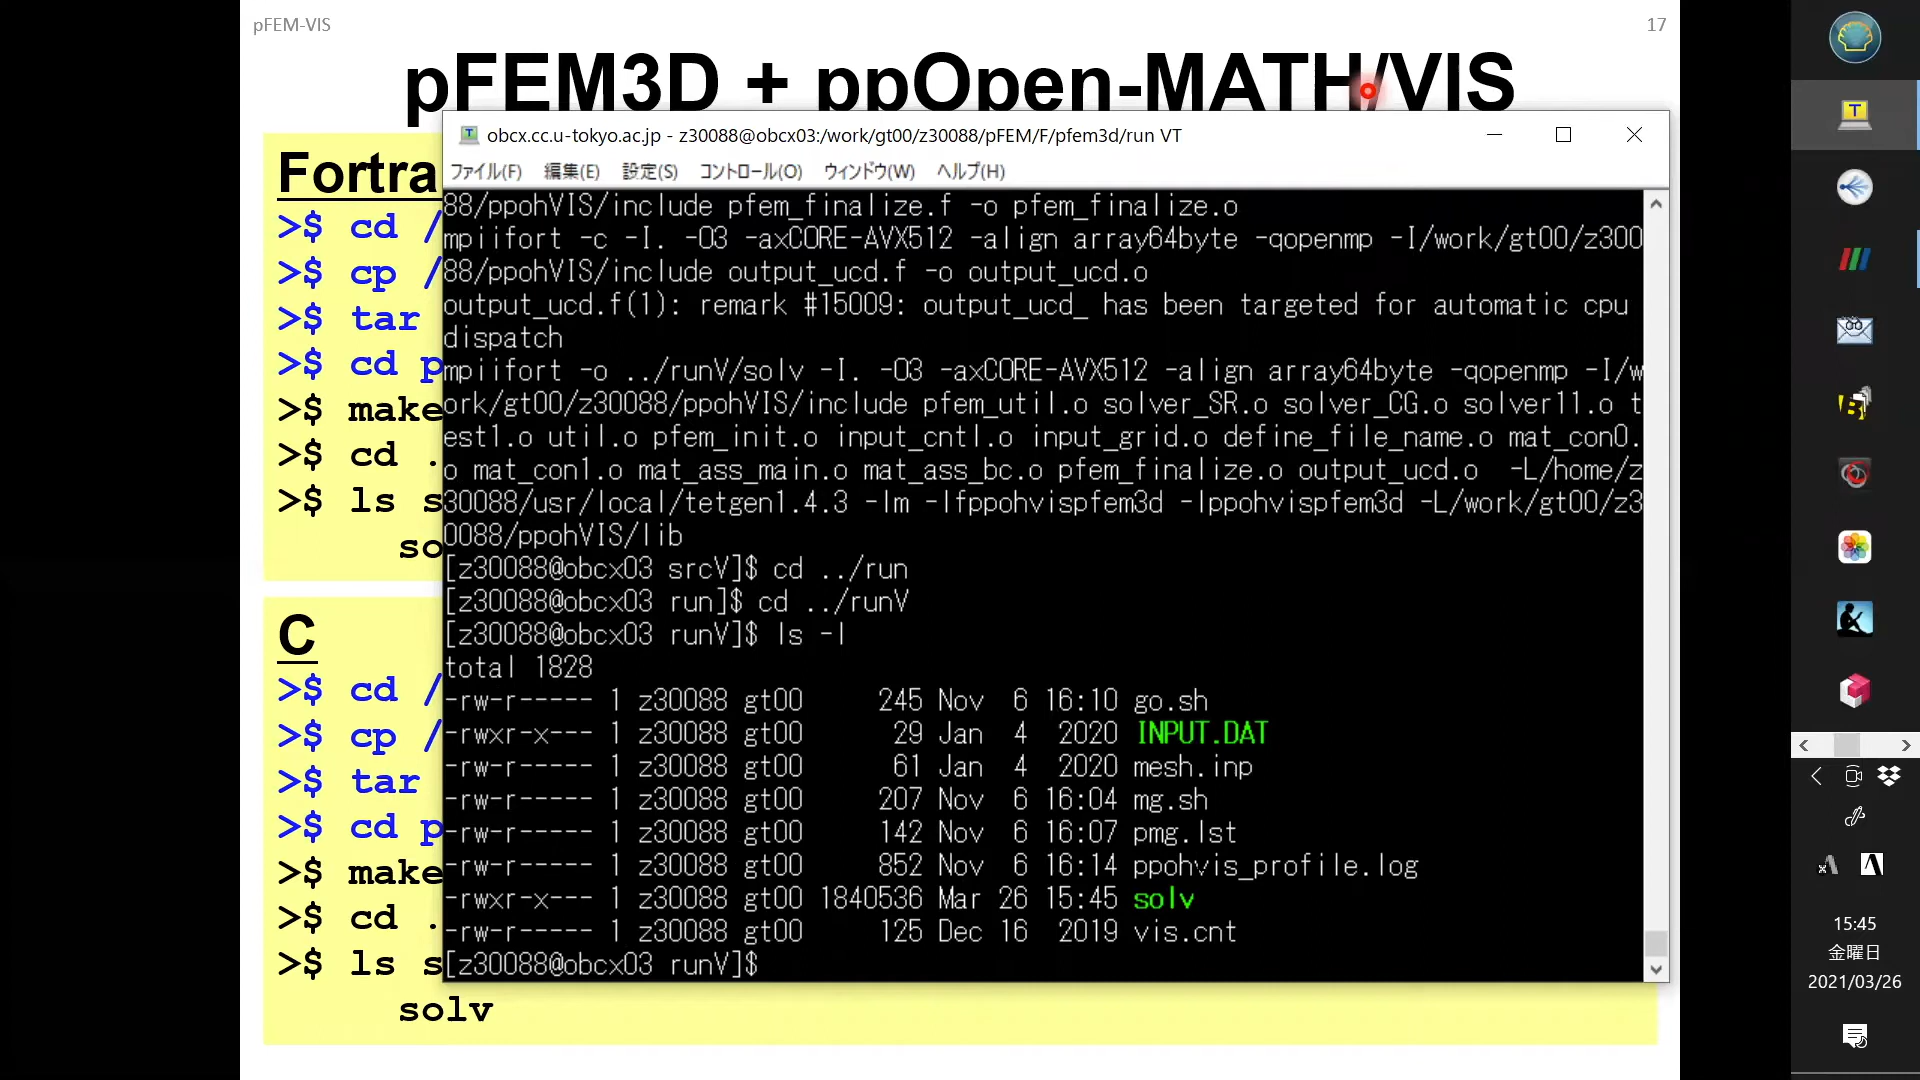 pFEM-VIS
17
pFEM3D + ppOpen-MATH/VIS
Fortra
>$ cd /
>$ cp /
>$ tar
>$ cd p
>$ make
>$ cd .
>$ ls s
so
C
>$ cd /
>$ cp /
>$ tar
>$ cd p
>$ make
>$ cd .
>$ ls s
solv
obcx.cc.u-tokyo.ac.jp - z30088@obcx03:/work/gt00/z30088/pFEM/F/pfem3d/run VT
ファイル(F) 編集(E) 設定(S) コントロール(O) ウィンドウ(W) ヘルプ(H)
88/ppohVIS/include pfem_finalize.f -o pfem_finalize.o
mpiifort -c -I. -O3 -axCORE-AVX512 -align array64byte -qopenmp -I/work/gt00/z300
88/ppohVIS/include output_ucd.f -o output_ucd.o
output_ucd.f(1): remark #15009: output_ucd_ has been targeted for automatic cpu
dispatch
mpiifort -o ../runV/solv -I. -O3 -axCORE-AVX512 -align array64byte -qopenmp -I/w
ork/gt00/z30088/ppohVIS/include pfem_util.o solver_SR.o solver_CG.o solver11.o t
est1.o util.o pfem_init.o input_cntl.o input_grid.o define_file_name.o mat_con0.
o mat_con1.o mat_ass_main.o mat_ass_bc.o pfem_finalize.o output_ucd.o  -L/home/z
30088/usr/local/tetgen1.4.3 -lm -lfppohvispfem3d -lppohvispfem3d -L/work/gt00/z3
0088/ppohVIS/lib
[z30088@obcx03 srcV]$ cd ../run
[z30088@obcx03 run]$ cd ../runV
[z30088@obcx03 runV]$ ls -l
total 1828
-rw-r----- 1 z30088 gt00     245 Nov  6 16:10 go.sh
-rwxr-x--- 1 z30088 gt00      29 Jan  4  2020 INPUT.DAT
-rw-r----- 1 z30088 gt00      61 Jan  4  2020 mesh.inp
-rw-r----- 1 z30088 gt00     207 Nov  6 16:04 mg.sh
-rw-r----- 1 z30088 gt00     142 Nov  6 16:07 pmg.lst
-rw-r----- 1 z30088 gt00     852 Nov  6 16:14 ppohvis_profile.log
-rwxr-x--- 1 z30088 gt00 1840536 Mar 26 15:45 solv
-rw-r----- 1 z30088 gt00     125 Dec 16  2019 vis.cnt
[z30088@obcx03 runV]$
15:45
金曜日
2021/03/26